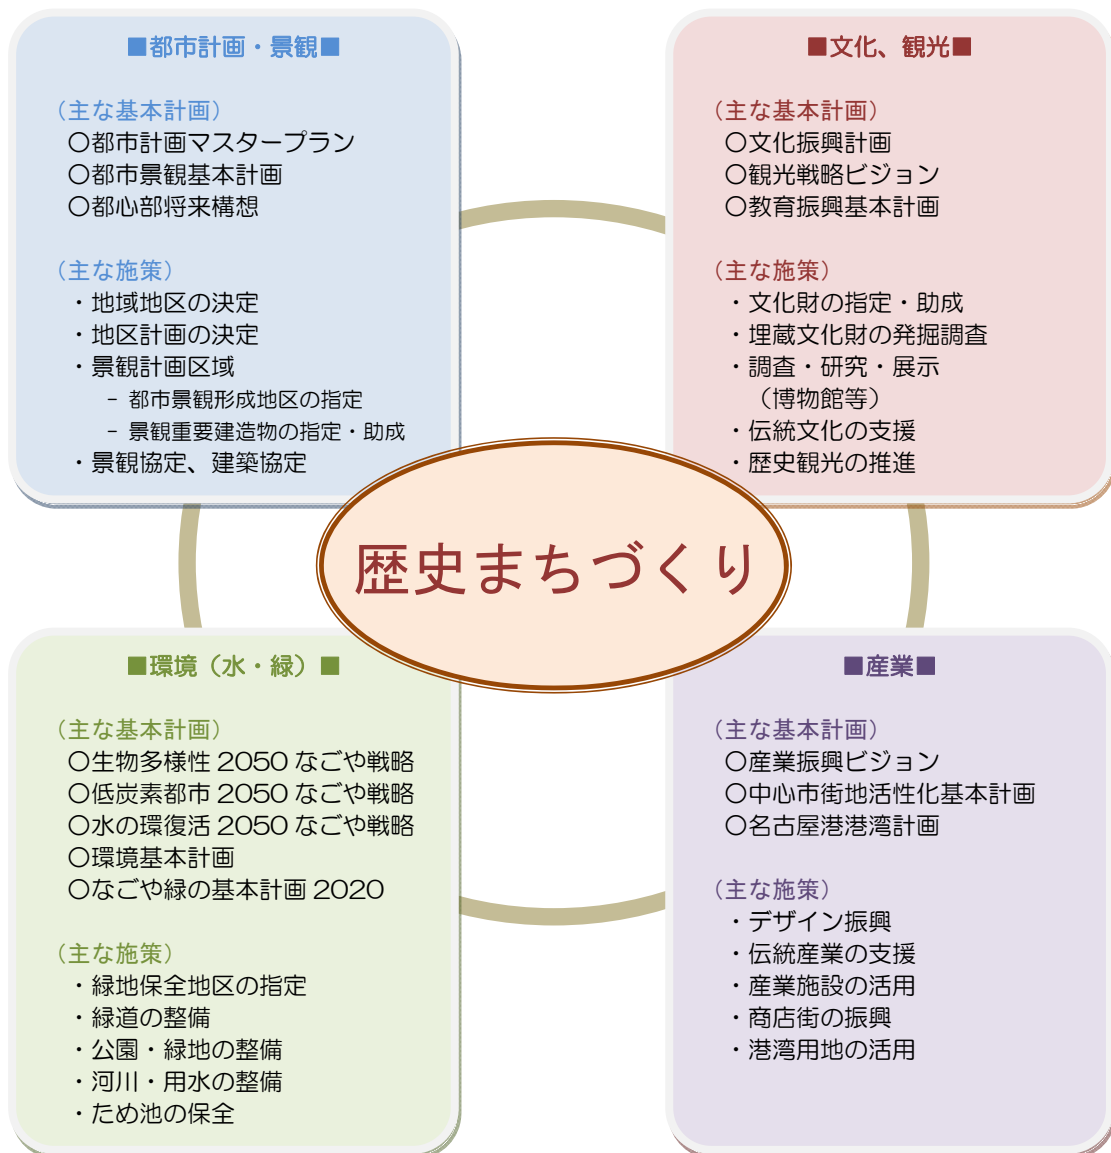 ■都市計画・景観■
（主な基本計画）
○都市計画マスタープラン
○都市景観基本計画
○都心部将来構想
（主な施策）
・地域地区の決定
・地区計画の決定
・景観計画区域
－ 都市景観形成地区の指定
－ 景観重要建造物の指定・助成
・景観協定、建築協定
■文化、観光■
（主な基本計画）
○文化振興計画
○観光戦略ビジョン
○教育振興基本計画
（主な施策）
・文化財の指定・助成
・埋蔵文化財の発掘調査
・調査・研究・展示
（博物館等）
・伝統文化の支援
・歴史観光の推進
歴史まちづくり
■環境（水・緑）■
（主な基本計画）
○生物多様性 2050 なごや戦略
○低炭素都市 2050 なごや戦略
○水の環復活 2050 なごや戦略
○環境基本計画
○なごや緑の基本計画 2020
（主な施策）
・緑地保全地区の指定
・緑道の整備
・公園・緑地の整備
・河川・用水の整備
・ため池の保全
■産業■
（主な基本計画）
○産業振興ビジョン
○中心市街地活性化基本計画
○名古屋港港湾計画
（主な施策）
・デザイン振興
・伝統産業の支援
・産業施設の活用
・商店街の振興
・港湾用地の活用